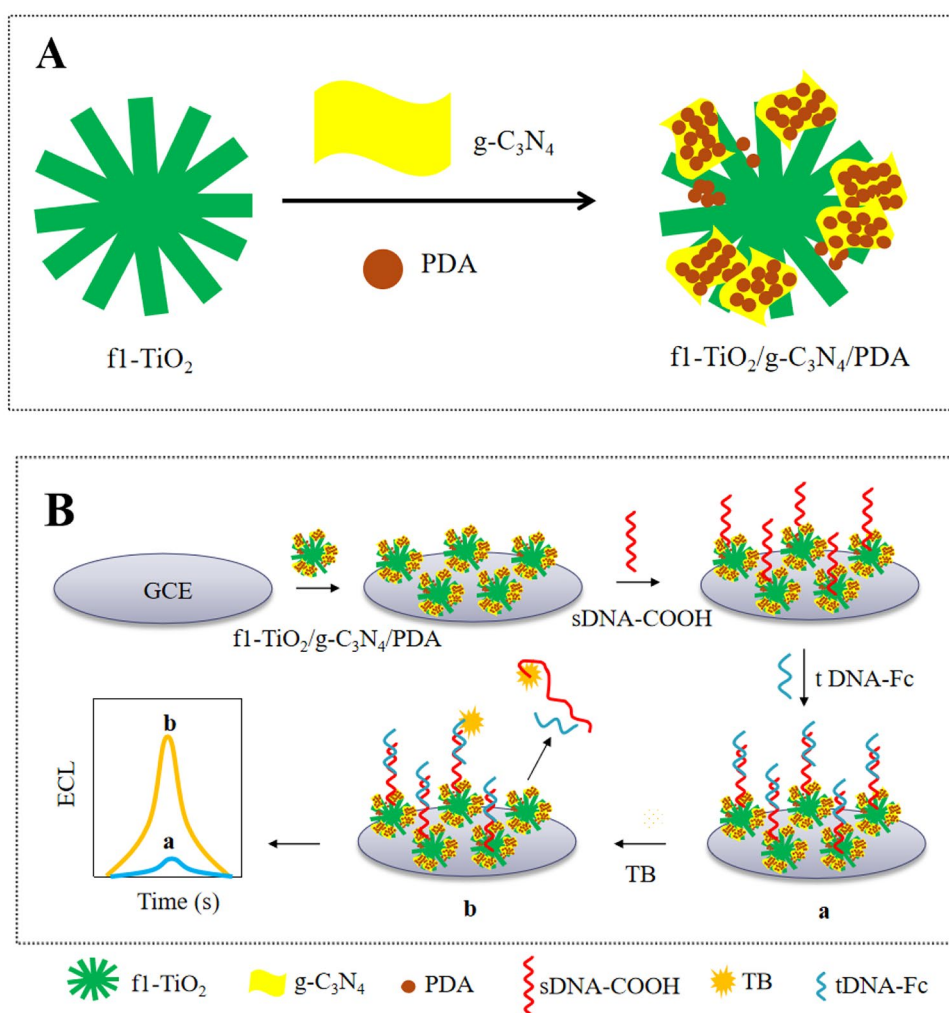 A
g-C₃N₄
PDA
f1-TiO₂
f1-TiO₂/g-C₃N₄/PDA
B
GCE
f1-TiO₂/g-C₃N₄/PDA
sDNA-COOH
t DNA-Fc
b
a
ECL
Time (s)
TB
b
a
f1-TiO₂
g-C₃N₄
PDA
sDNA-COOH
TB
tDNA-Fc